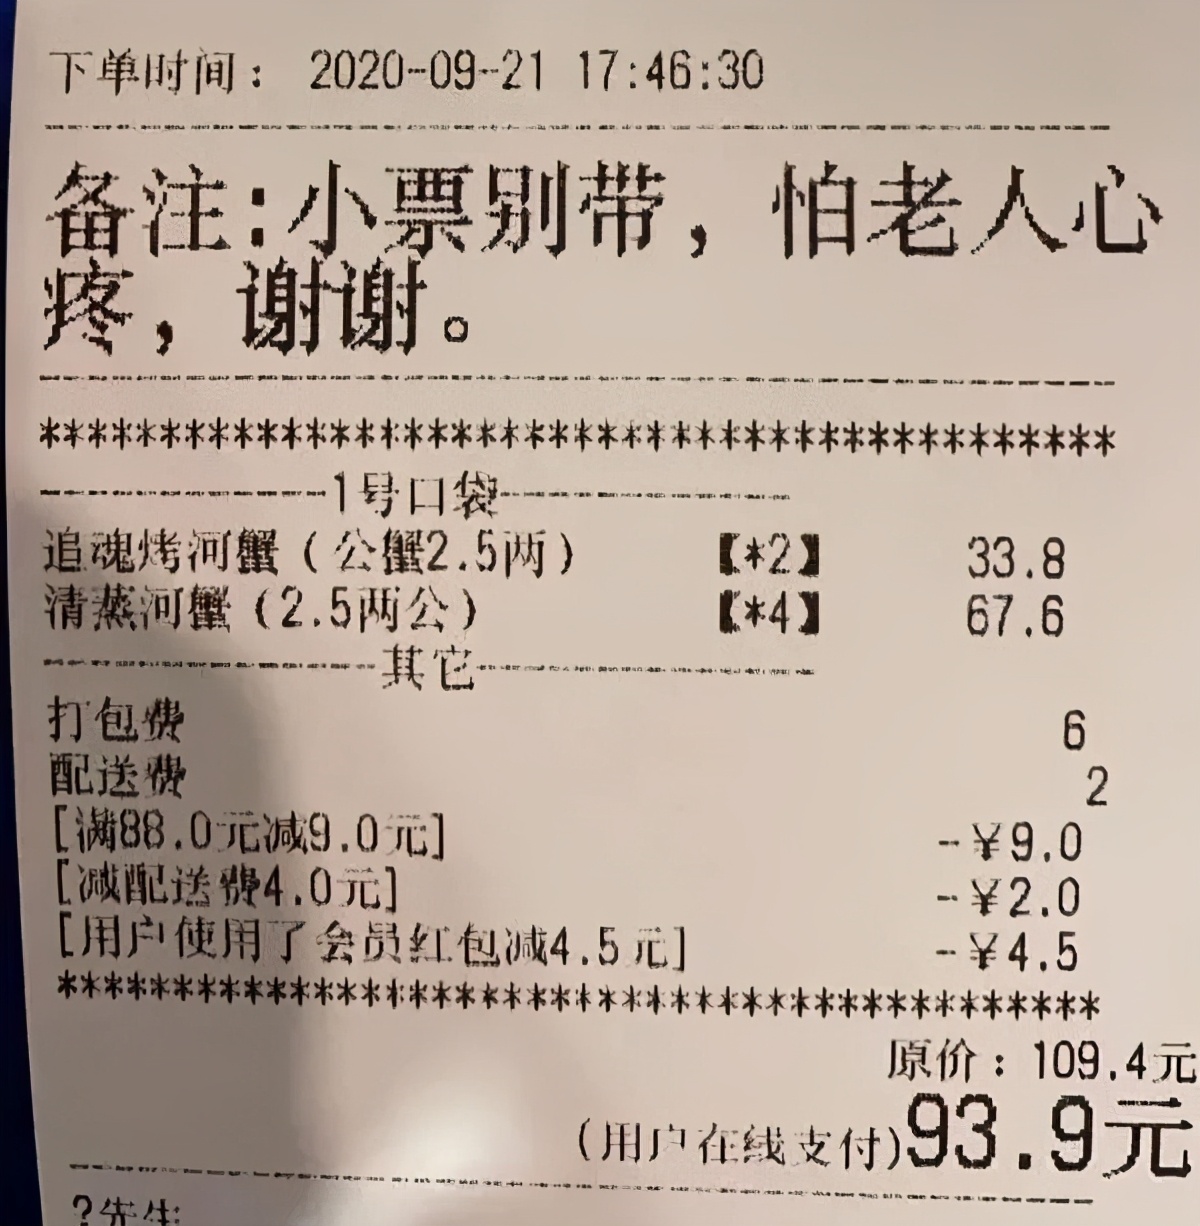 下单时间： 2020-09-21 17:46:30
备注:小票别带，怕老人心
疼，谢谢。
*********************************************
1号口袋
追魂烤河蟹（公蟹2.5两） 【*2】 33.8
清蒸河蟹（2.5两公） 【*4】 67.6
其它
打包费 6
配送费 2
[满88.0元减9.0元] -￥9.0
[减配送费4.0元] -￥2.0
[用户使用了会员红包减4.5元] -￥4.5
*********************************************
原价：109.4元
(用户在线支付)93.9元
?先生